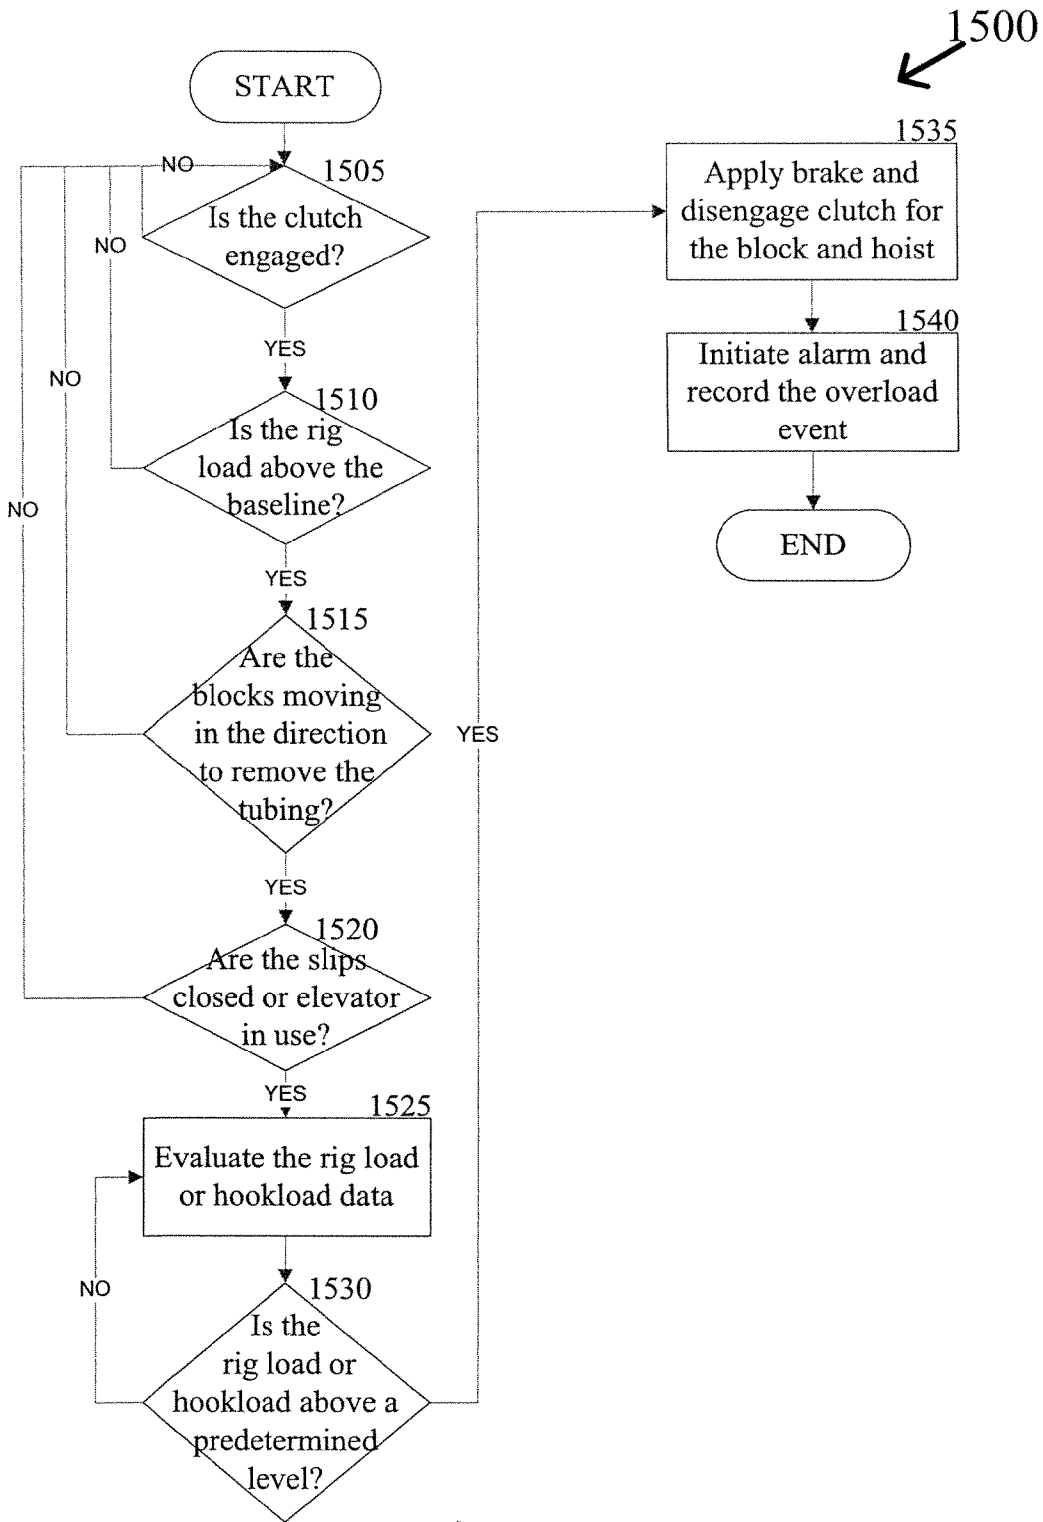 1500
START
NO
1505
Is the clutch
engaged?
NO
YES
NO
1510
Is the rig
load above the
baseline?
NO
YES
1515
Are the
blocks moving
in the direction
to remove the
tubing?
YES
1520
Are the slips
closed or elevator
in use?
YES
1525
Evaluate the rig load
or hookload data
NO
1530
Is the
rig load or
hookload above a
predetermined
level?
YES
1535
Apply brake and
disengage clutch for
the block and hoist
1540
Initiate alarm and
record the overload
event
END